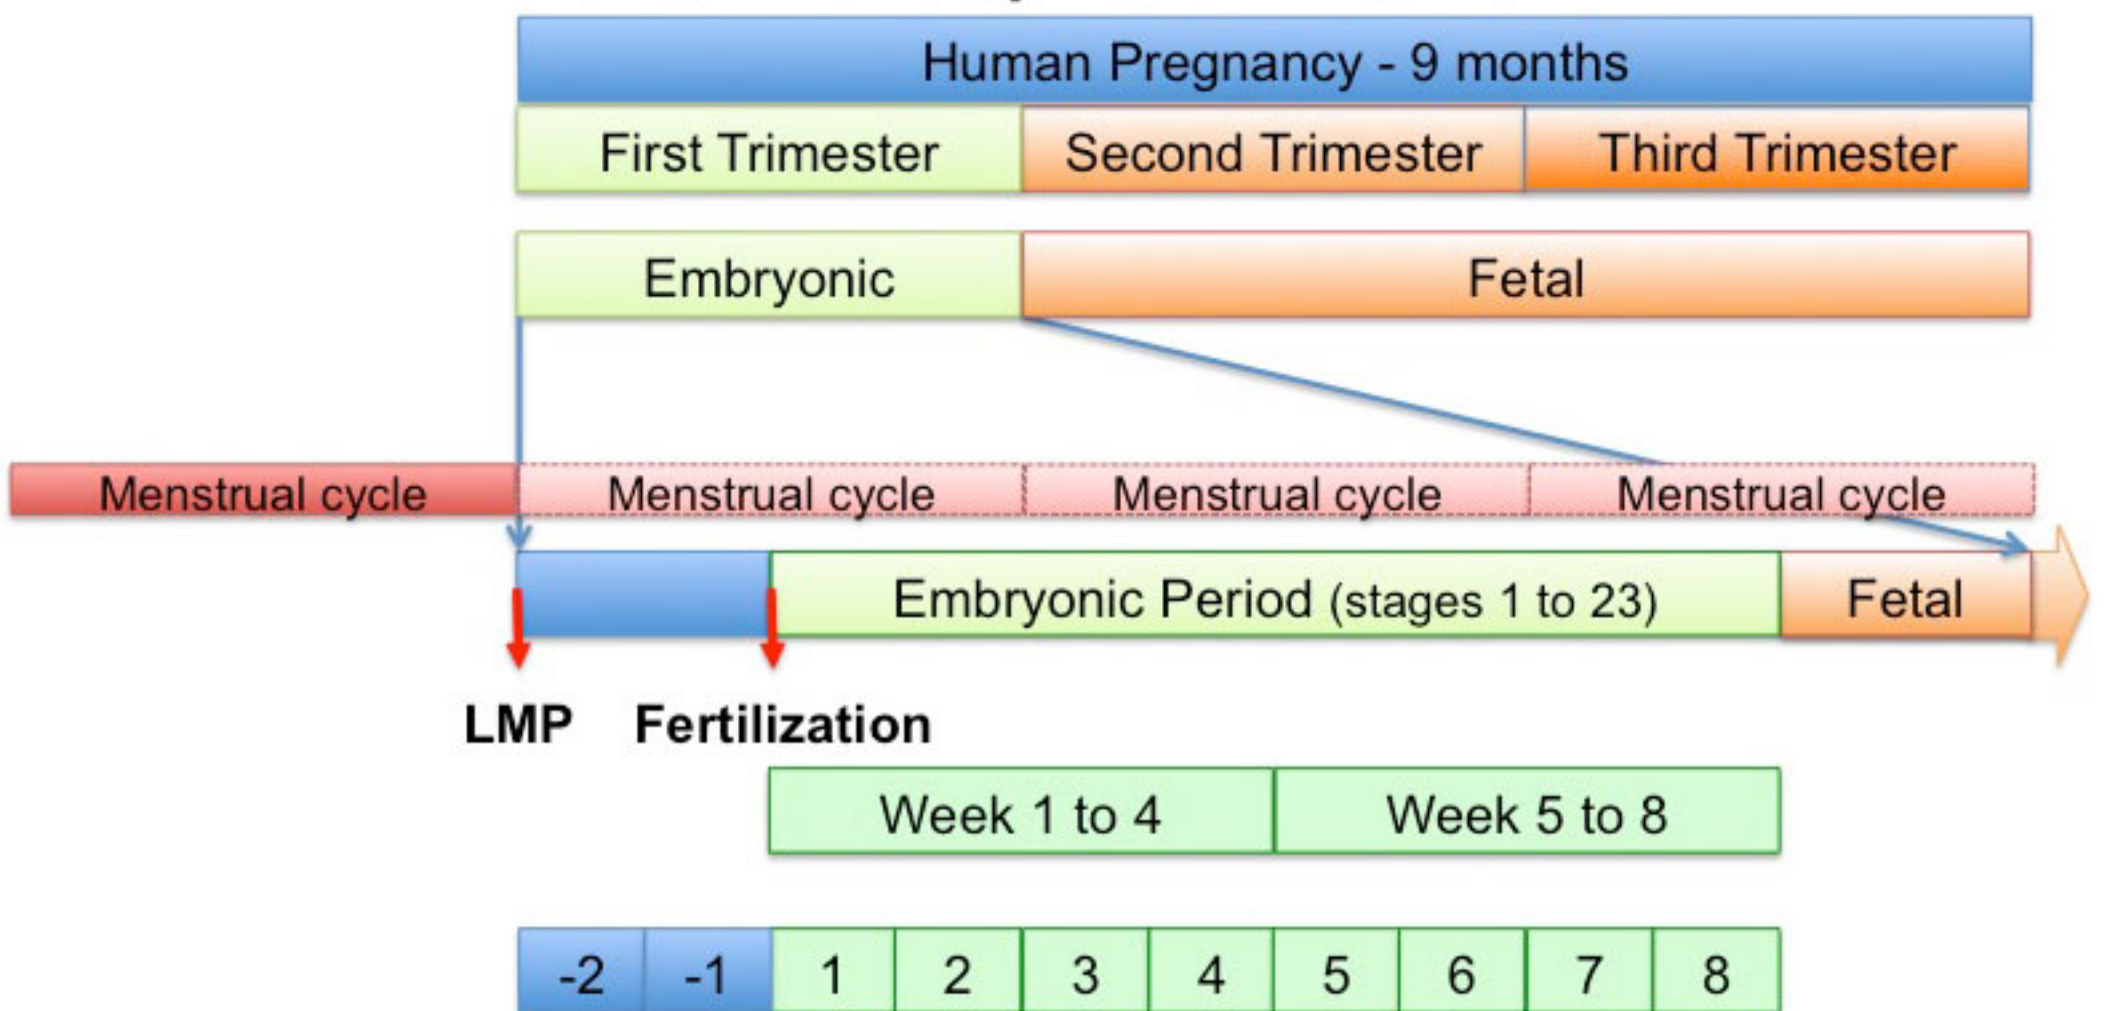 Human Pregnancy - 9 months
First Trimester Second Trimester Third Trimester
Embryonic Fetal
Menstrual cycle Menstrual cycle Menstrual cycle Menstrual cycle
Embryonic Period (stages 1 to 23) Fetal
LMP Fertilization
Week 1 to 4 Week 5 to 8
-2 -1 1 2 3 4 5 6 7 8